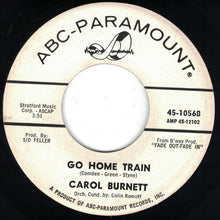 ABC-PARAMOUNT
Stratford Music
Corp.-ASCAP
2:51
45-10568
AMP 45-12102
Prod. by:
SID FELLER
From B'way Prod:
"FADE OUT-FADE IN"
GO HOME TRAIN
(Comden - Green - Styne)
CAROL BURNETT
Orch. Cond. by: Colin Romoff
A PRODUCT OF ABC-PARAMOUNT RECORDS, INC.